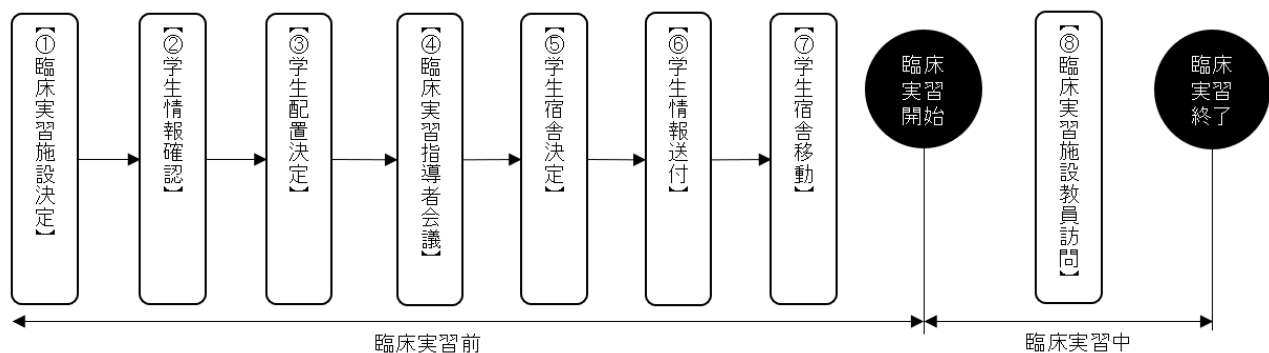 【①臨床実習施設決定】
【②学生情報確認】
【③学生配置決定】
【④臨床実習指導者会議】
【⑤学生宿舎決定】
【⑥学生情報送付】
【⑦学生宿舎移動】
臨床
実習
開始
【⑧臨床実習施設教員訪問】
臨床
実習
終了
臨床実習前
臨床実習中